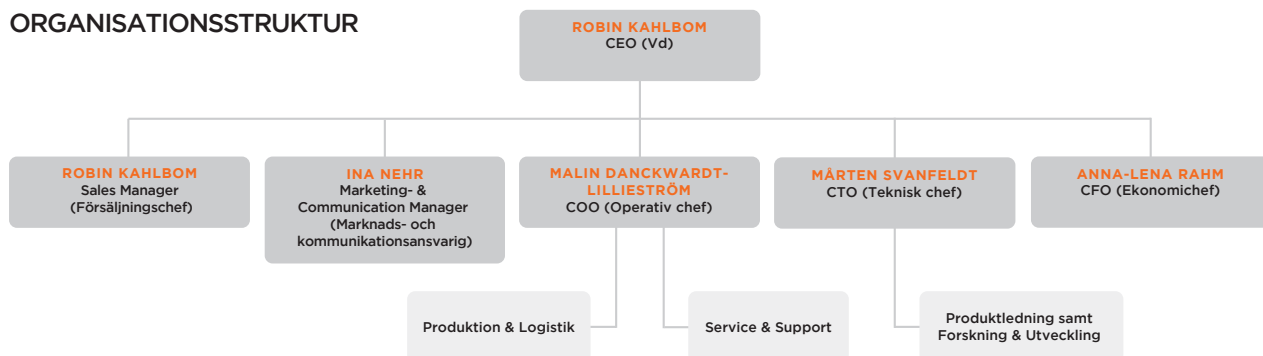 ORGANISATIONSSTRUKTUR
ROBIN KAHLBOM
CEO (Vd)
ROBIN KAHLBOM
Sales Manager
(Försäljningschef)
INA NEHR
Marketing- &
Communication Manager
(Marknads- och
kommunikationsansvarig)
MALIN DANCKWARDT-
LILLIESTRÖM
COO (Operativ chef)
MÅRTEN SVANFELDT
CTO (Teknisk chef)
ANNA-LENA RAHM
CFO (Ekonomichef)
Produktion & Logistik
Service & Support
Produktledning samt
Forskning & Utveckling